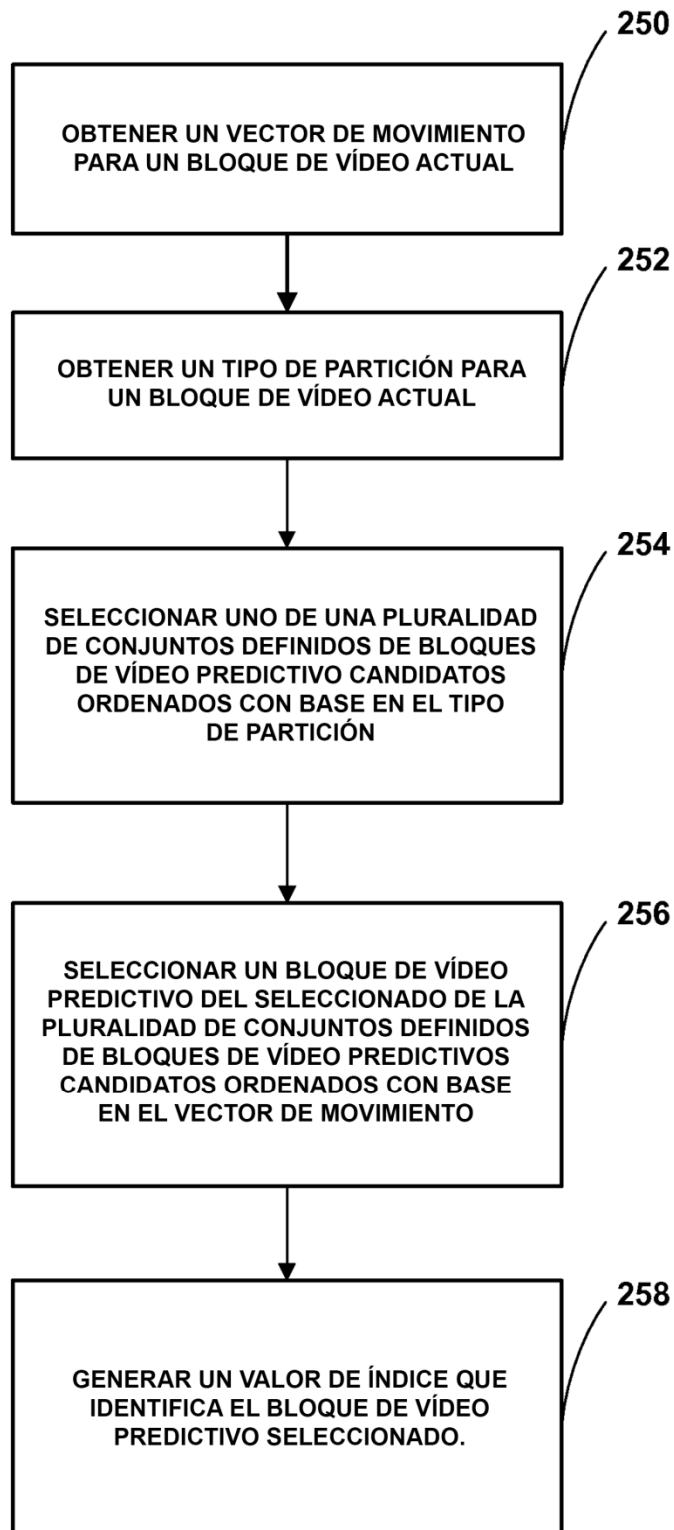 250
OBTENER UN VECTOR DE MOVIMIENTO
PARA UN BLOQUE DE VÍDEO ACTUAL
252
OBTENER UN TIPO DE PARTICIÓN PARA
UN BLOQUE DE VÍDEO ACTUAL
254
SELECCIONAR UNO DE UNA PLURALIDAD
DE CONJUNTOS DEFINIDOS DE BLOQUES
DE VÍDEO PREDICTIVO CANDIDATOS
ORDENADOS CON BASE EN EL TIPO
DE PARTICIÓN
256
SELECCIONAR UN BLOQUE DE VÍDEO
PREDICTIVO DEL SELECCIONADO DE LA
PLURALIDAD DE CONJUNTOS DEFINIDOS
DE BLOQUES DE VÍDEO PREDICTIVOS
CANDIDATOS ORDENADOS CON BASE
EN EL VECTOR DE MOVIMIENTO
258
GENERAR UN VALOR DE ÍNDICE QUE
IDENTIFICA EL BLOQUE DE VÍDEO
PREDICTIVO SELECCIONADO.